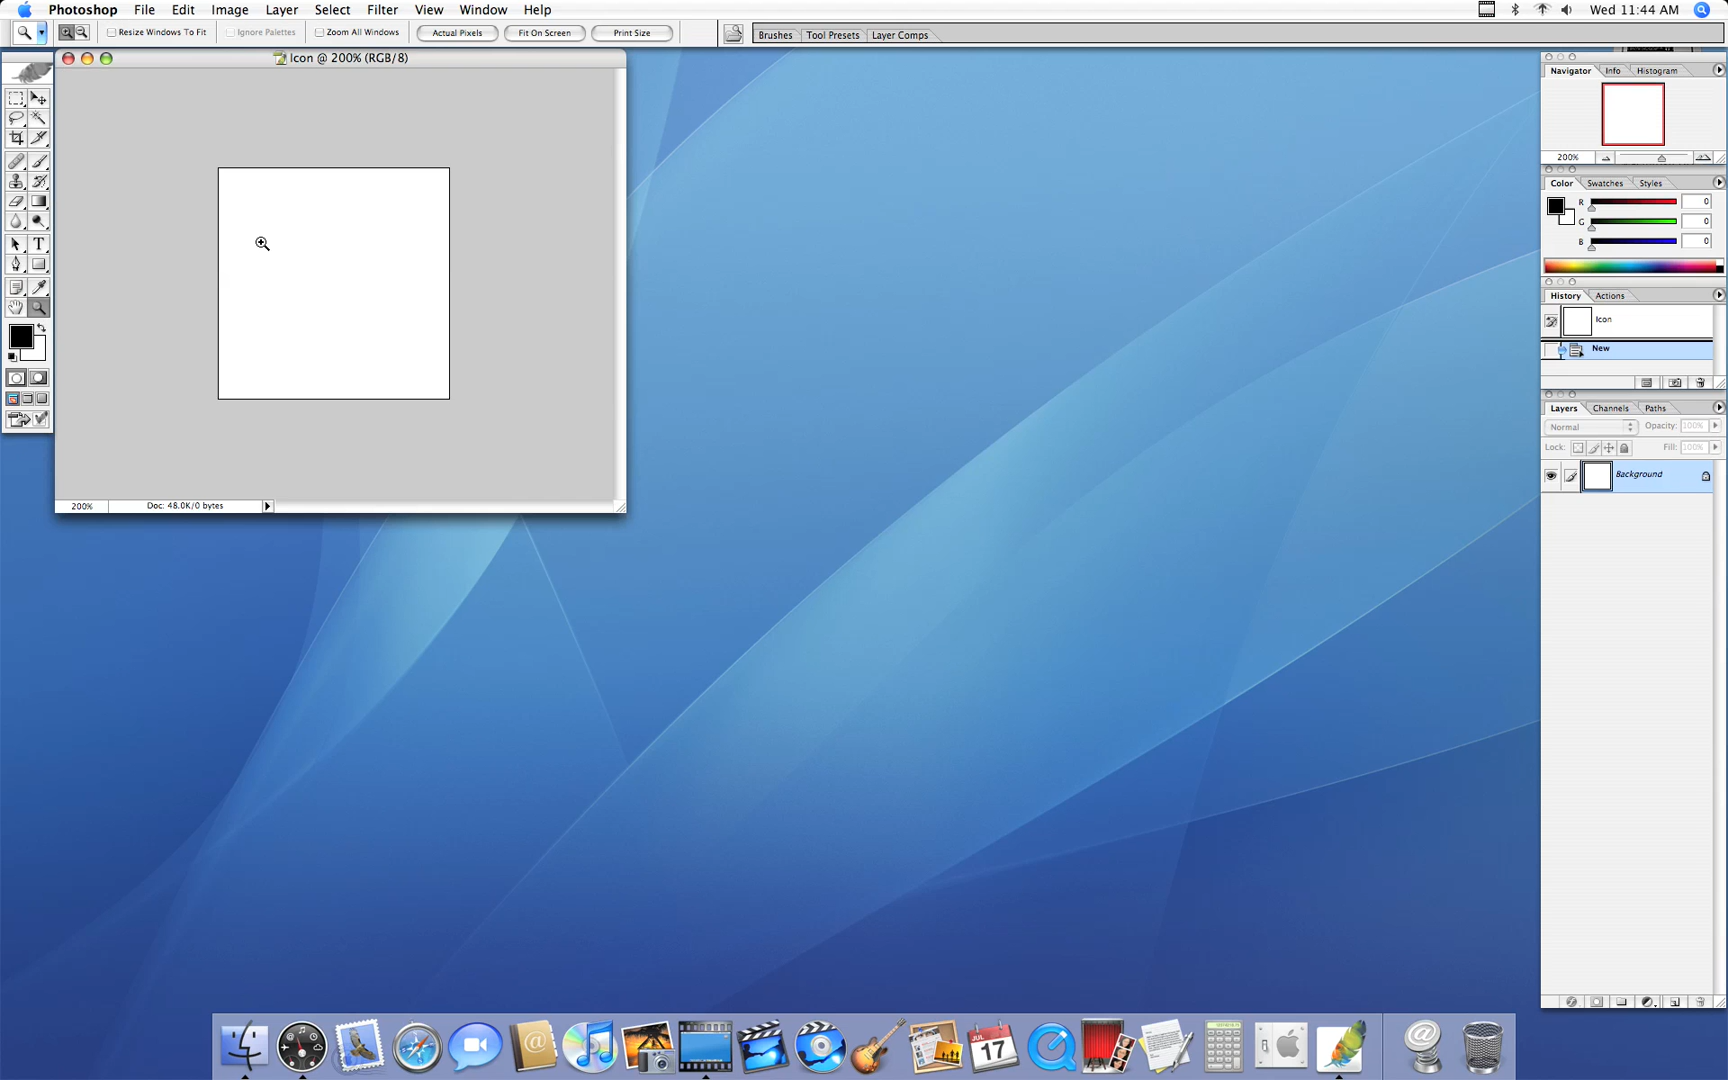 Photoshop File Edit Image Layer Select Filter View Window Help Wed 11:44 AM
Resize Windows To Fit Ignore Palettes Zoom All Windows Actual Pixels Fit On Screen Print Size Brushes Tool Presets Layer Comps
Icon @ 200% (RGB/8)
Navigator Info Histogram
200%
Color Swatches Styles
R 0
G 0
B 0
History Actions
Icon
New
Layers Channels Paths
Normal Opacity: 100%
Lock: Fill: 100%
Background
200% Doc: 48.0K/0 bytes
T
JUL
17
@
@